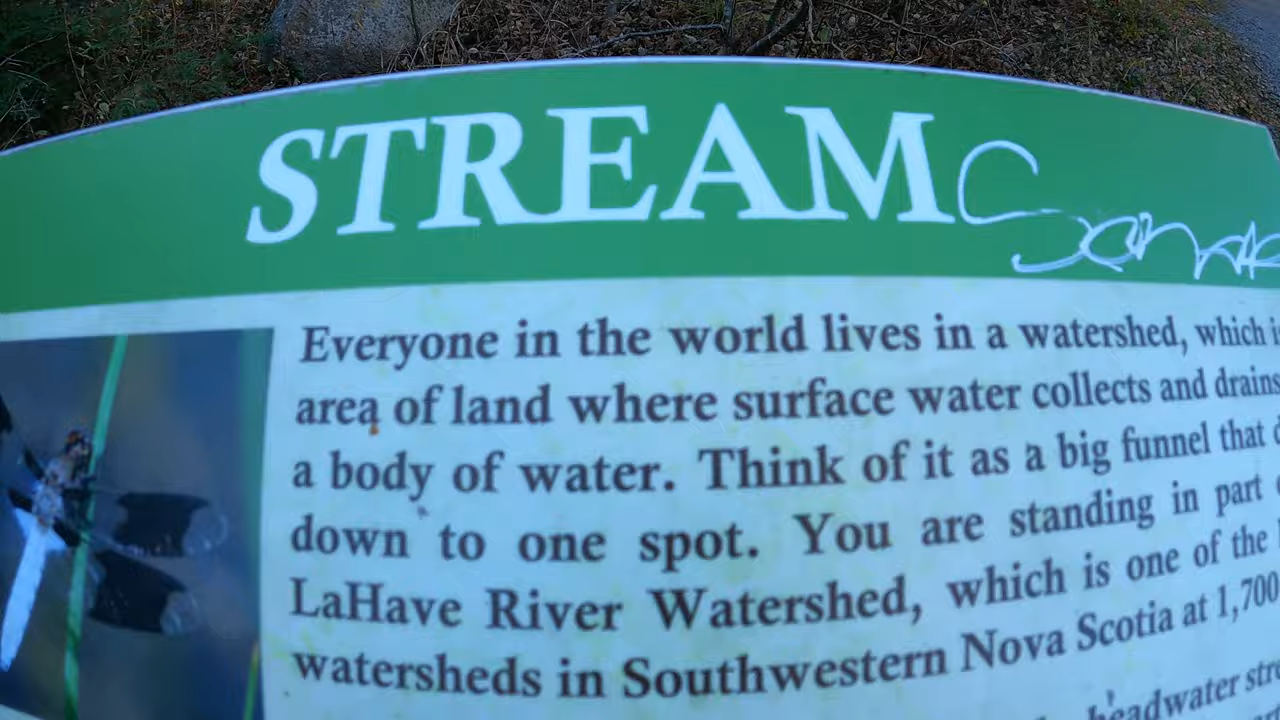 STREAM
Everyone in the world lives in a watershed, which
area of land where surface water collects and drains
a body of water. Think of it as a big funnel that
down to one spot. You are standing in part
LaHave River Watershed, which is one of the
watersheds in Southwestern Nova Scotia at 1,700
headwater